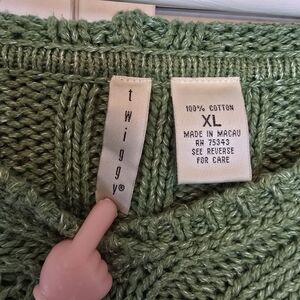 twiggy®
100% COTTON
XL
MADE IN MACAU
RN 75343
SEE REVERSE
FOR CARE